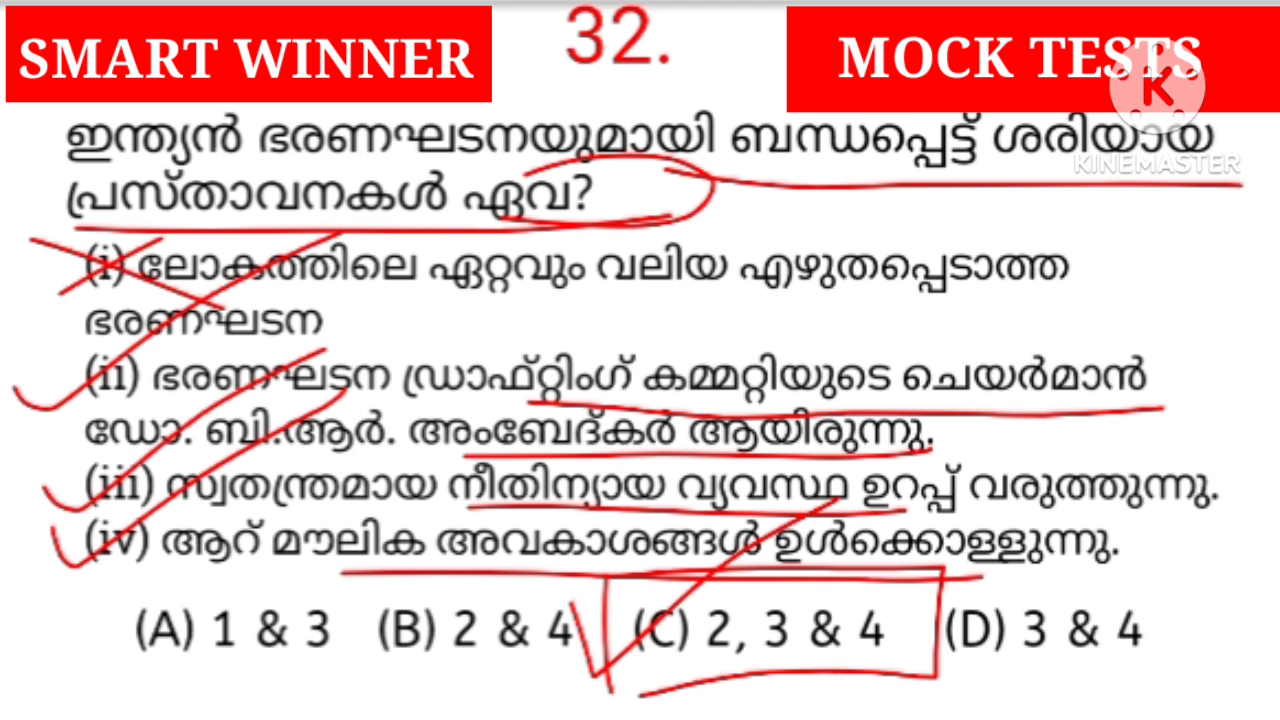 SMART WINNER
32.
MOCK TESTS
KINEMASTER
ഇന്ത്യൻ ഭരണഘടനയുമായി ബന്ധപ്പെട്ട് ശരിയായ
പ്രസ്താവനകൾ ഏവ?
(i) ലോകത്തിലെ ഏറ്റവും വലിയ എഴുതപ്പെടാത്ത
ഭരണഘടന
(ii) ഭരണഘടന ഡ്രാഫ്റ്റിംഗ് കമ്മറ്റിയുടെ ചെയർമാൻ
ഡോ. ബി.ആർ. അംബേദ്കർ ആയിരുന്നു.
(iii) സ്വതന്ത്രമായ നീതിന്യായ വ്യവസ്ഥ ഉറപ്പ് വരുത്തുന്നു.
(iv) ആറ് മൗലിക അവകാശങ്ങൾ ഉൾക്കൊള്ളുന്നു.
(A) 1 & 3 (B) 2 & 4 (C) 2, 3 & 4 (D) 3 & 4